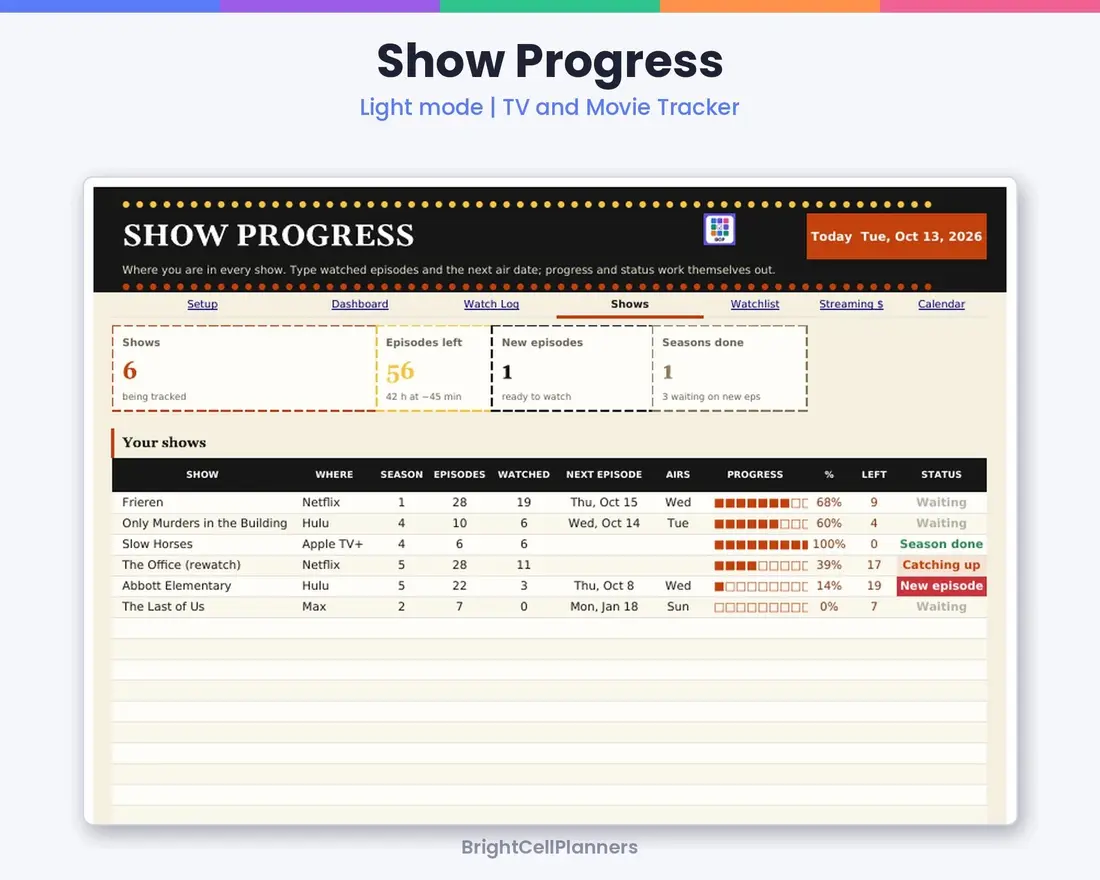 Show Progress
Light mode | TV and Movie Tracker
SHOW PROGRESS
BCP
Today Tue, Oct 13, 2026
Where you are in every show. Type watched episodes and the next air date; progress and status work themselves out.
Setup Dashboard Watch Log Shows Watchlist Streaming $ Calendar
Shows Episodes left New episodes Seasons done
6 56 1 1
being tracked 42 h at ~45 min ready to watch 3 waiting on new eps
Your shows
SHOW WHERE SEASON EPISODES WATCHED NEXT EPISODE AIRS PROGRESS % LEFT STATUS
Frieren Netflix 1 28 19 Thu, Oct 15 Wed 68% 9 Waiting
Only Murders in the Building Hulu 4 10 6 Wed, Oct 14 Tue 60% 4 Waiting
Slow Horses Apple TV+ 4 6 6 100% 0 Season done
The Office (rewatch) Netflix 5 28 11 39% 17 Catching up
Abbott Elementary Hulu 5 22 3 Thu, Oct 8 Wed 14% 19 New episode
The Last of Us Max 2 7 0 Mon, Jan 18 Sun 0% 7 Waiting
BrightCellPlanners